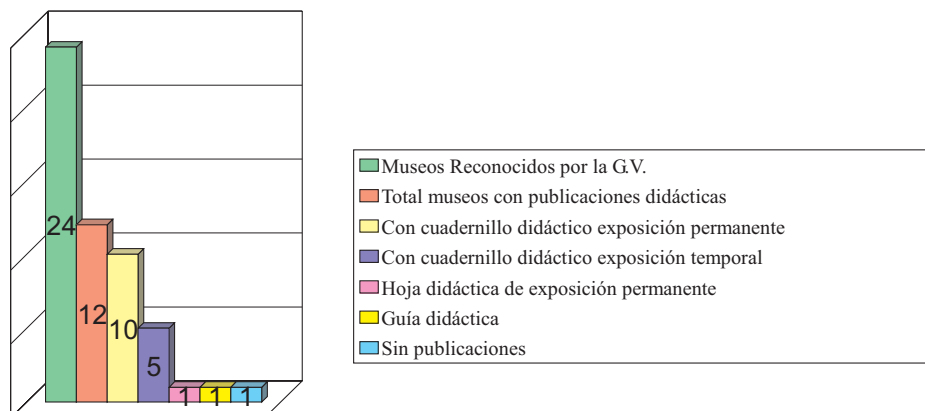 24
12
10
5
1
1
1
Museos Reconocidos por la G.V.
Total museos con publicaciones didácticas
Con cuadernillo didáctico exposición permanente
Con cuadernillo didáctico exposición temporal
Hoja didáctica de exposición permanente
Guía didáctica
Sin publicaciones